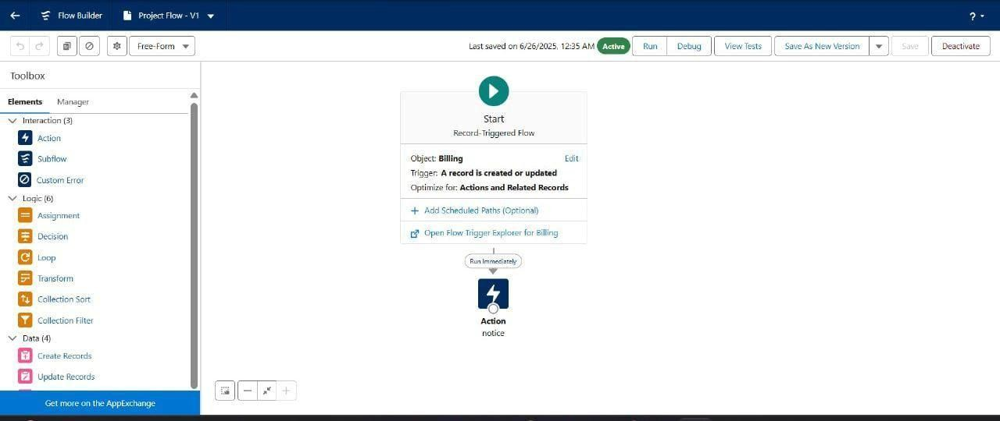 Flow Builder
Project Flow - V1
?
Free-Form
Last saved on 6/26/2025, 12:35 AM
Active
Run
Debug
View Tests
Save As New Version
Save
Deactivate
Toolbox
Elements
Manager
Interaction (3)
Action
Subflow
Custom Error
Logic (6)
Assignment
Decision
Loop
Transform
Collection Sort
Collection Filter
Data (4)
Create Records
Update Records
Get more on the AppExchange
Start
Record-Triggered Flow
Object: Billing
Edit
Trigger: A record is created or updated
Optimize for: Actions and Related Records
+ Add Scheduled Paths (Optional)
Open Flow Trigger Explorer for Billing
Run Immediately
Action
notice